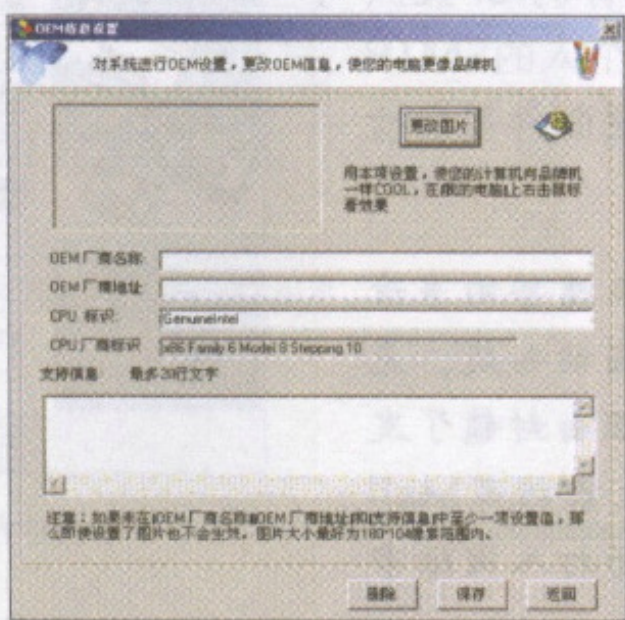 OEM信息设置
对系统进行OEM设置，更改OEM信息，使您的电脑更像品牌机
更改图片
用本项设置，使您的计算机向品牌机
一样COOL，在我的电脑上右击鼠标
看效果
OEM厂商名称:
OEM厂商地址
CPU 标识:
GenuineIntel
CPU厂商标识
x86 Family 6 Model 8 Stepping 10
支持信息 最多20行文字
注意：如果未在OEM厂商名称OEM厂商地址和支持信息中至少一项设置值，那
么即使设置了图片也不会生效，图片大小最好为180*104像素范围内。
删除 保存 返回